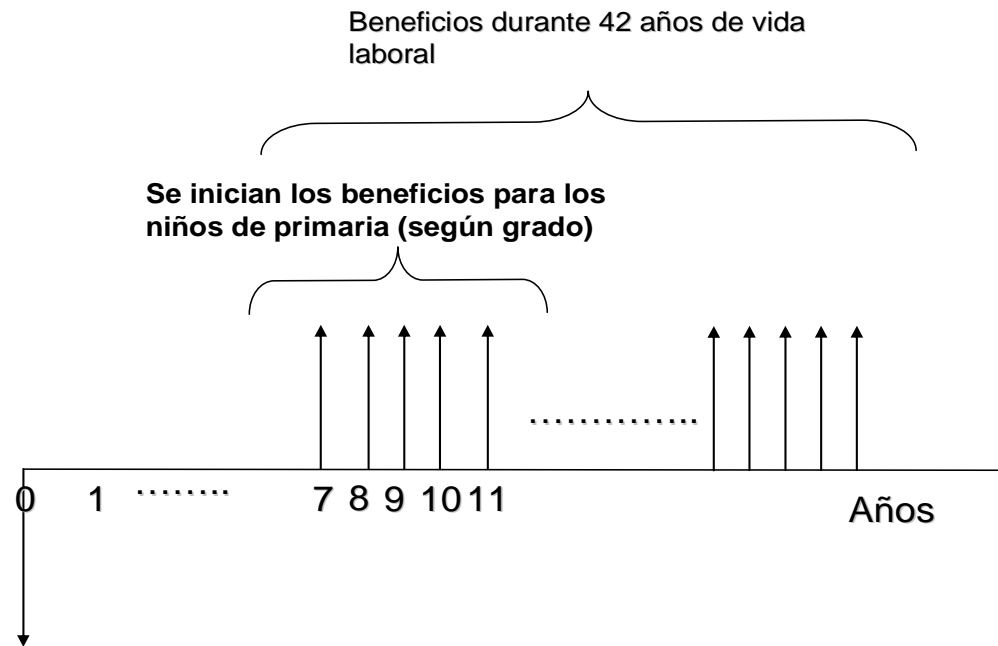 Beneficios durante 42 años de vida
laboral
Se inician los beneficios para los
niños de primaria (según grado)
..............
0 1 ........ 7 8 9 10 11
Años